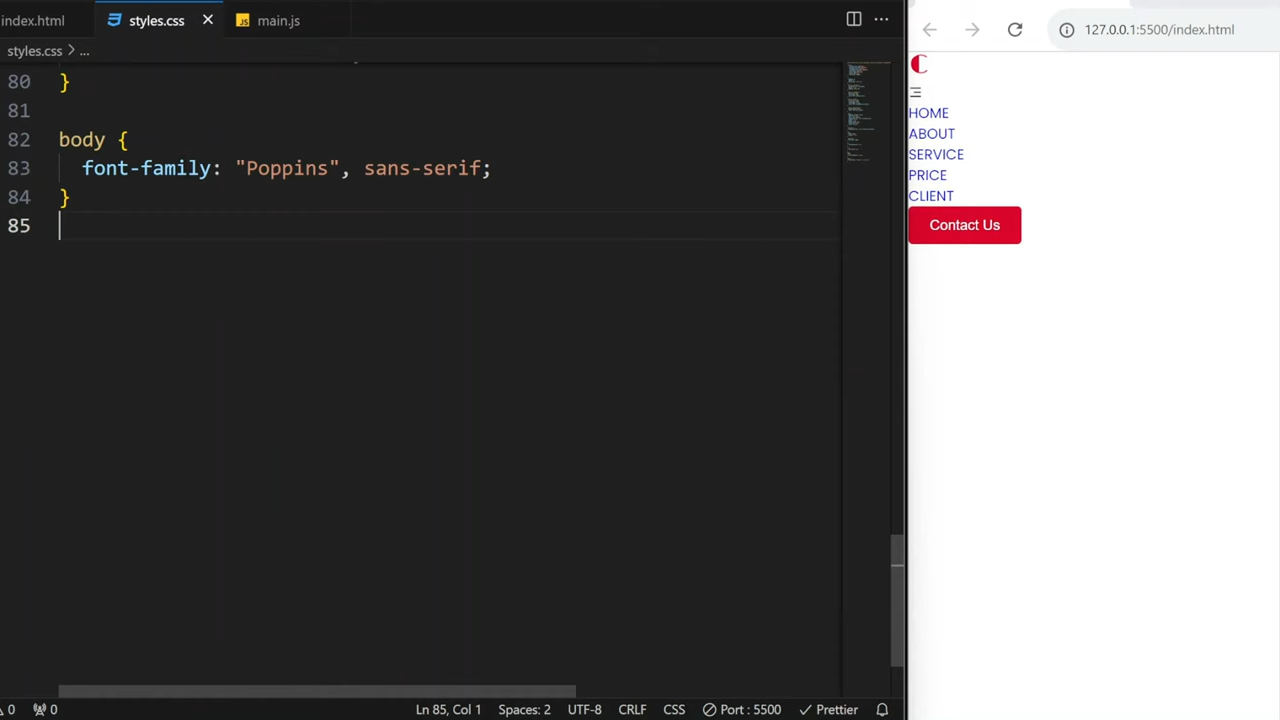 index.html styles.css main.js
styles.css > ...
80 }
81
82 body {
83 font-family: "Poppins", sans-serif;
84 }
85
0 0 Ln 85, Col 1 Spaces: 2 UTF-8 CRLF CSS Port : 5500 Prettier
127.0.0.1:5500/index.html
C
HOME
ABOUT
SERVICE
PRICE
CLIENT
Contact Us